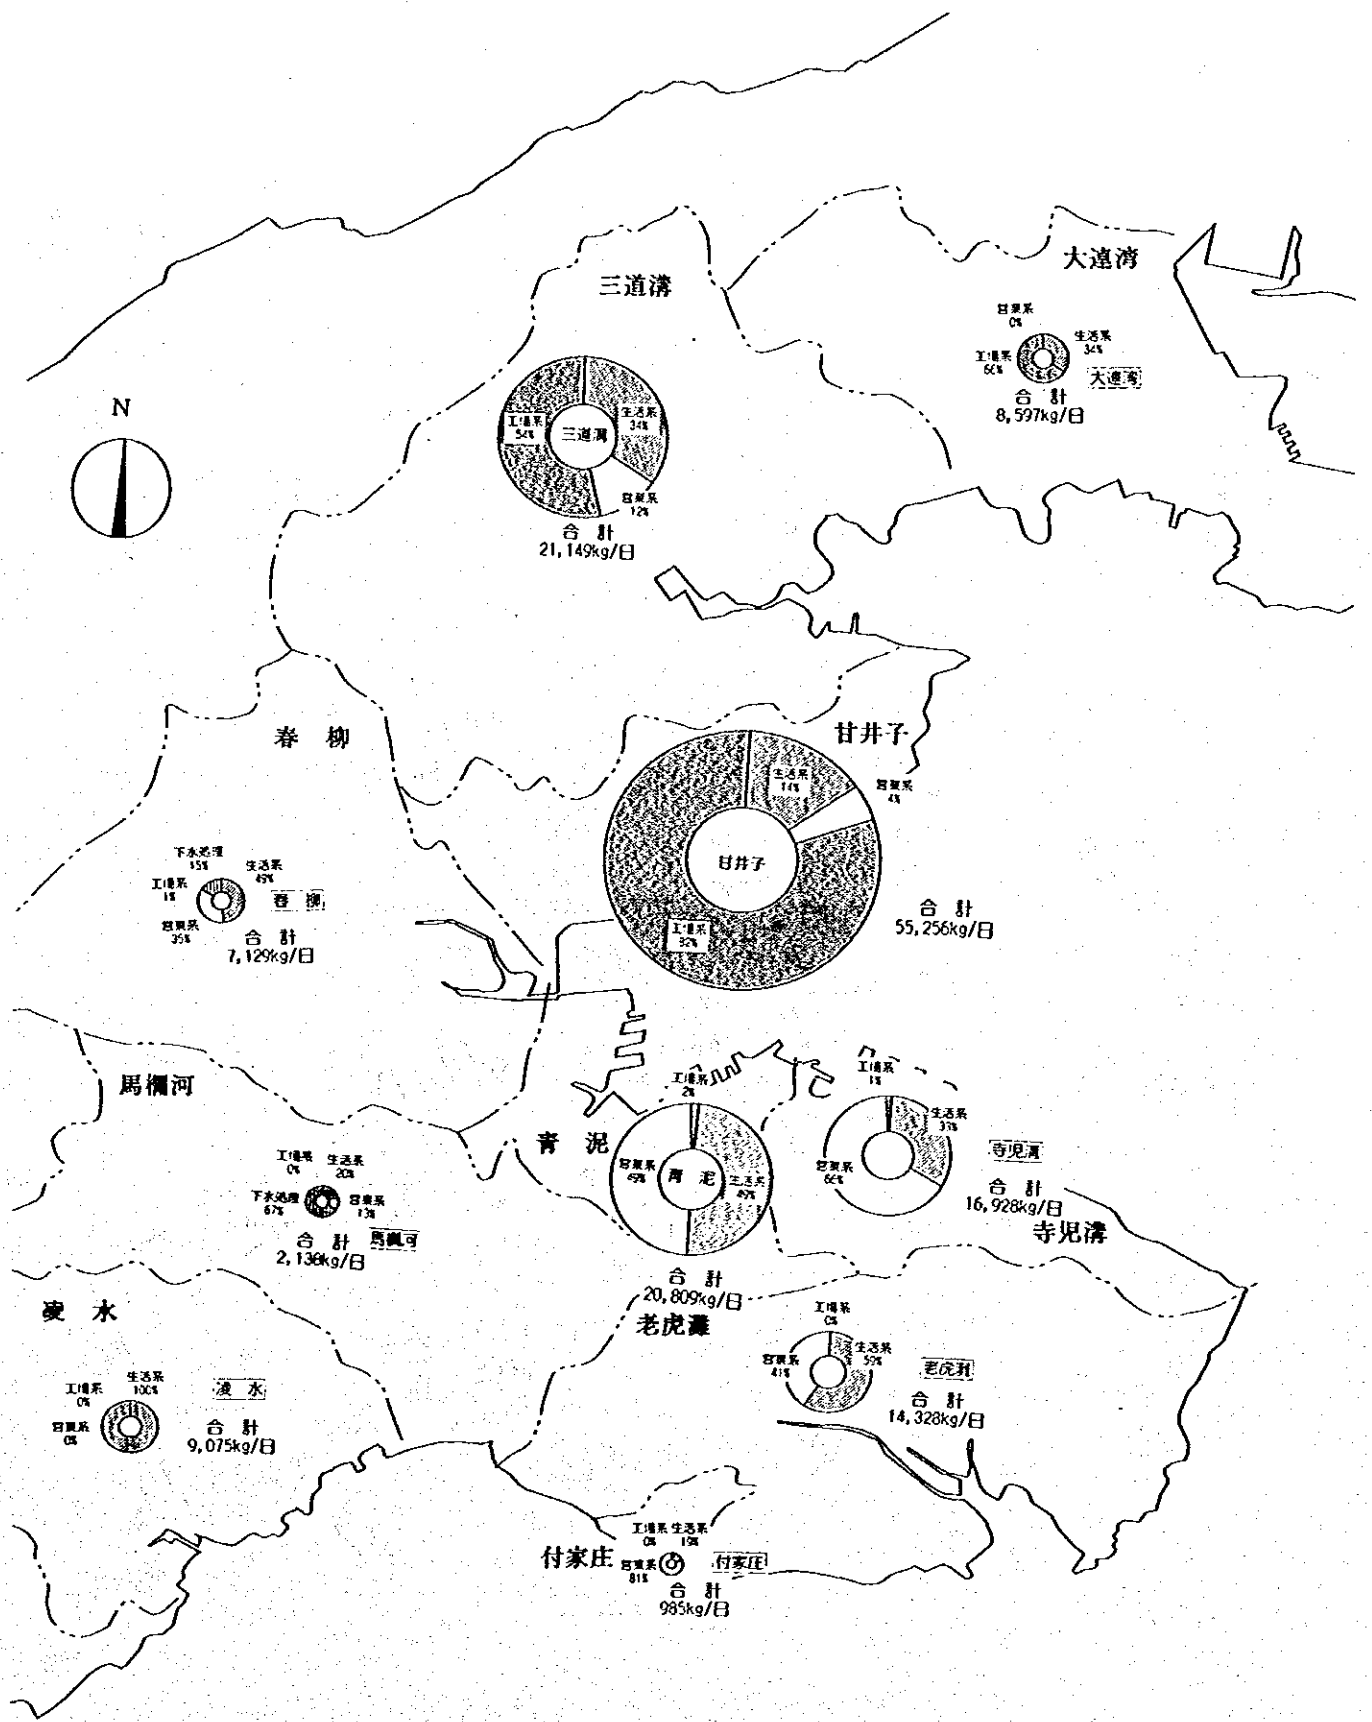 大連湾
三道溝
営業系
0%
生活系
34%
工場系
66%
大連湾
合 計
8,597kg/日
N
生活系
34%
工場系
54%
三道溝
営業系
12%
合 計
21,149kg/日
春 柳
甘井子
生活系
14%
営業系
4%
甘井子
下水処理
15%
生活系
49%
工場系
1%
春 柳
営業系
35%
合 計
7,129kg/日
工場系
82%
合 計
55,256kg/日
馬欄河
工場系
2%
工場系
1%
生活系
33%
青 泥
寺児溝
営業系
49%
青 泥
生活系
49%
営業系
66%
合 計
16,928kg/日
寺児溝
工場系
0%
生活系
20%
下水処理
67%
営業系
13%
合 計
2,138kg/日
馬欄河
合 計
20,809kg/日
凌 水
老虎灘
工場系
0%
生活系
59%
営業系
41%
老虎灘
合 計
14,328kg/日
生活系
100%
工場系
0%
凌 水
営業系
0%
合 計
9,075kg/日
工場系
0%
生活系
19%
付家庄
営業系
81%
付家庄
合 計
985kg/日